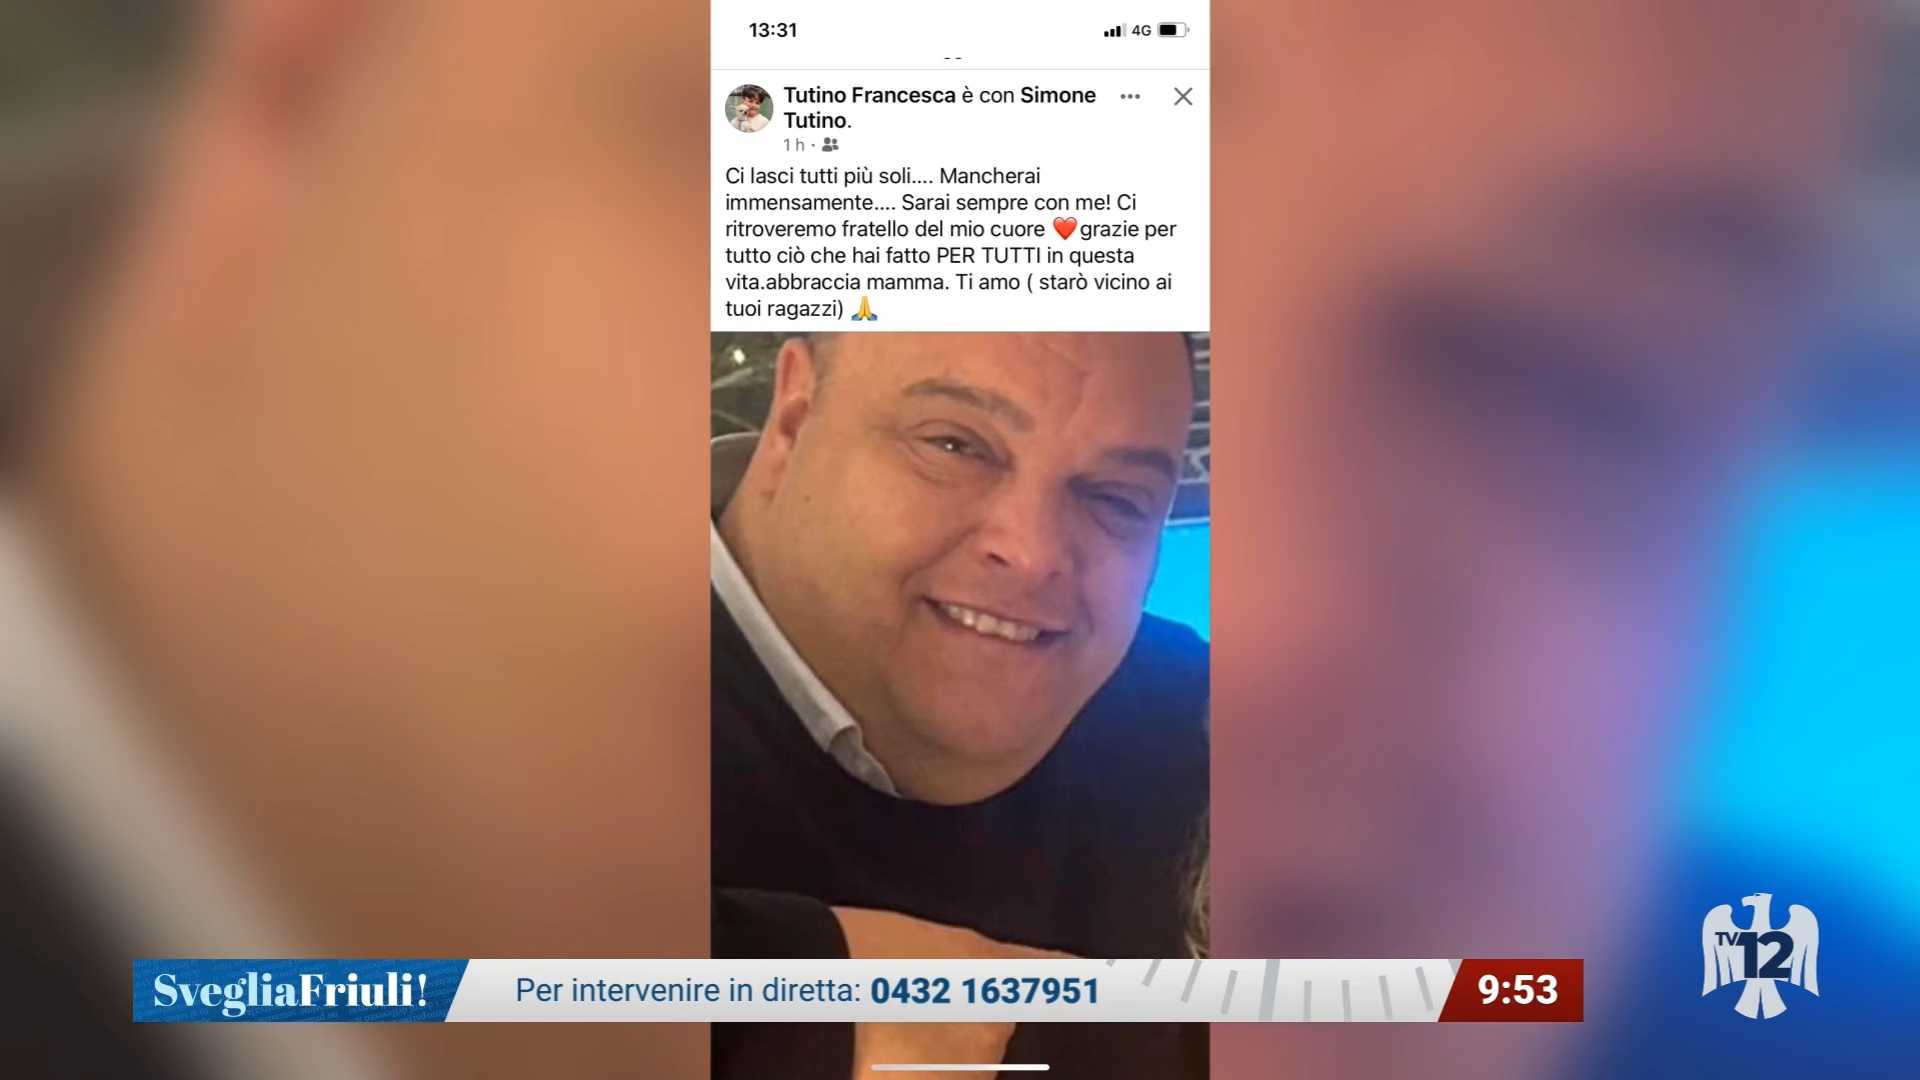 13:31
4G
Tutino Francesca è con Simone
Tutino.
1 h ·
Ci lasci tutti più soli.... Mancherai
immensamente.... Sarai sempre con me! Ci
ritroveremo fratello del mio cuore ❤️grazie per
tutto ciò che hai fatto PER TUTTI in questa
vita.abbraccia mamma. Ti amo ( starò vicino ai
tuoi ragazzi) 🙏
SvegliaFriuli!
Per intervenire in diretta: 0432 1637951
9:53
TV12